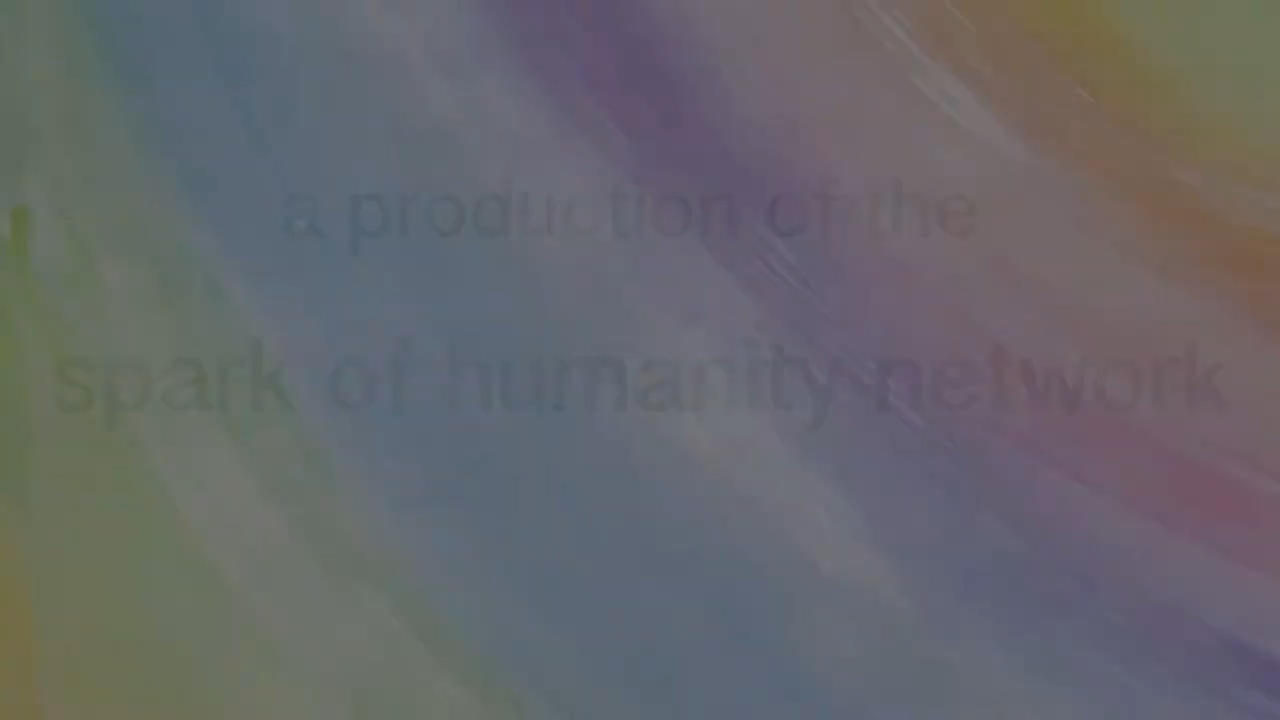 a production of the
spark of humanity network